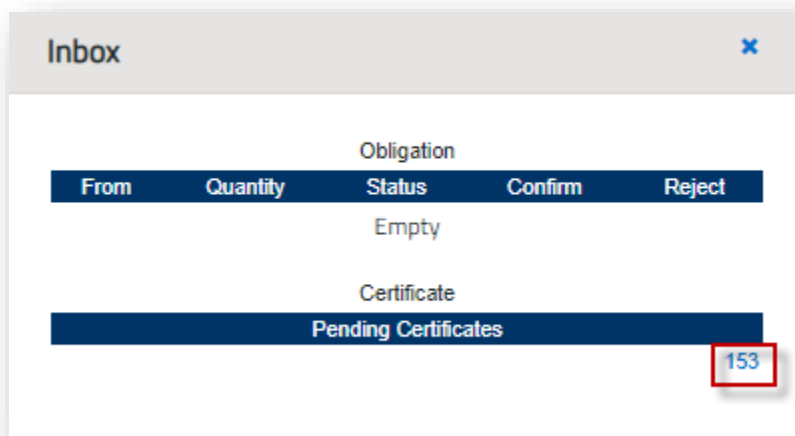 Inbox
Obligation
From Quantity Status Confirm Reject
Empty
Certificate
Pending Certificates
153